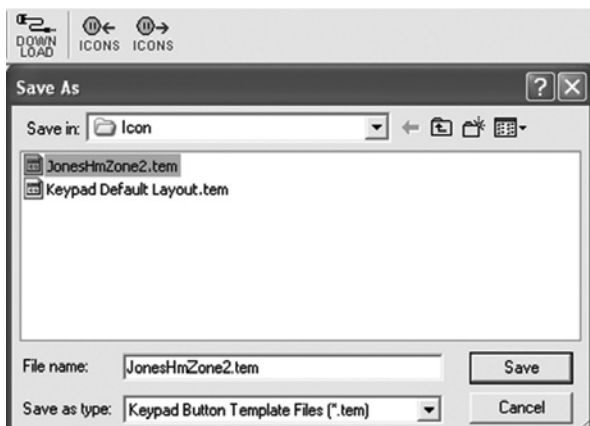 DOWN
LOAD
ICONS
ICONS
Save As
Save in: Icon
JonesHmZone2.tem
Keypad Default Layout.tem
File name: JonesHmZone2.tem
Save
Save as type: Keypad Button Template Files (*.tem)
Cancel